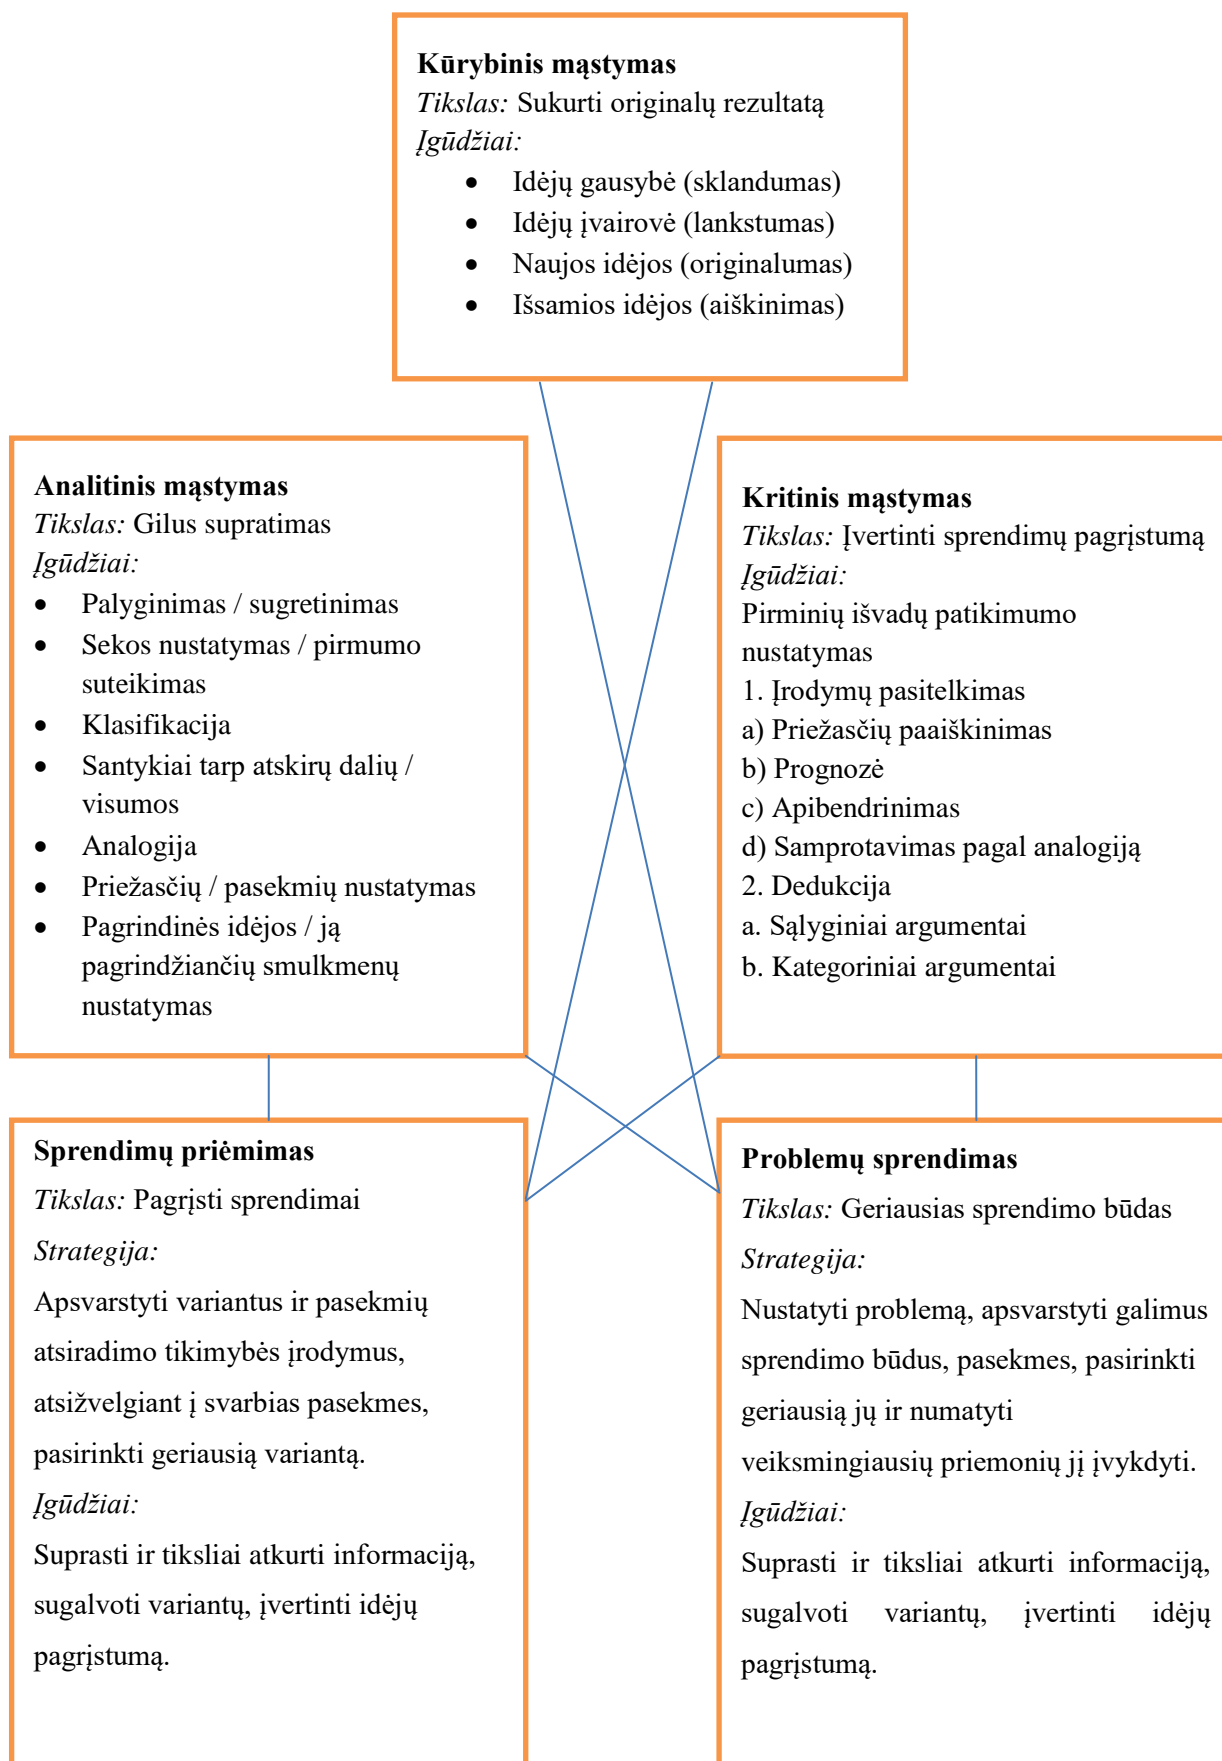 Kūrybinis mąstymas
Tikslas: Sukurti originalų rezultatą
Įgūdžiai:
• Idėjų gausybė (sklandumas)
• Idėjų įvairovė (lankstumas)
• Naujos idėjos (originalumas)
• Išsamios idėjos (aiškinimas)
Analitinis mąstymas
Tikslas: Gilus supratimas
Įgūdžiai:
• Palyginimas / sugretinimas
• Sekos nustatymas / pirmumo
suteikimas
• Klasifikacija
• Santykiai tarp atskirų dalių /
visumos
• Analogija
• Priežasčių / pasekmių nustatymas
• Pagrindinės idėjos / ją
pagrindžiančių smulkmenų
nustatymas
Kritinis mąstymas
Tikslas: Įvertinti sprendimų pagrįstumą
Įgūdžiai:
Pirminių išvadų patikimumo
nustatymas
1. Įrodymų pasitelkimas
a) Priežasčių paaiškinimas
b) Prognozė
c) Apibendrinimas
d) Samprotavimas pagal analogiją
2. Dedukcija
a. Sąlyginiai argumentai
b. Kategoriniai argumentai
Sprendimų priėmimas
Tikslas: Pagrįsti sprendimai
Strategija:
Apsvarstyti variantus ir pasekmių
atsiradimo tikimybės įrodymus,
atsižvelgiant į svarbias pasekmes,
pasirinkti geriausią variantą.
Įgūdžiai:
Suprasti ir tiksliai atkurti informaciją,
sugalvoti variantų, įvertinti idėjų
pagrįstumą.
Problemų sprendimas
Tikslas: Geriausias sprendimo būdas
Strategija:
Nustatyti problemą, apsvarstyti galimus
sprendimo būdus, pasekmes, pasirinkti
geriausią jų ir numatyti
veiksmingiausių priemonių jį įvykdyti.
Įgūdžiai:
Suprasti ir tiksliai atkurti informaciją,
sugalvoti variantų, įvertinti idėjų
pagrįstumą.